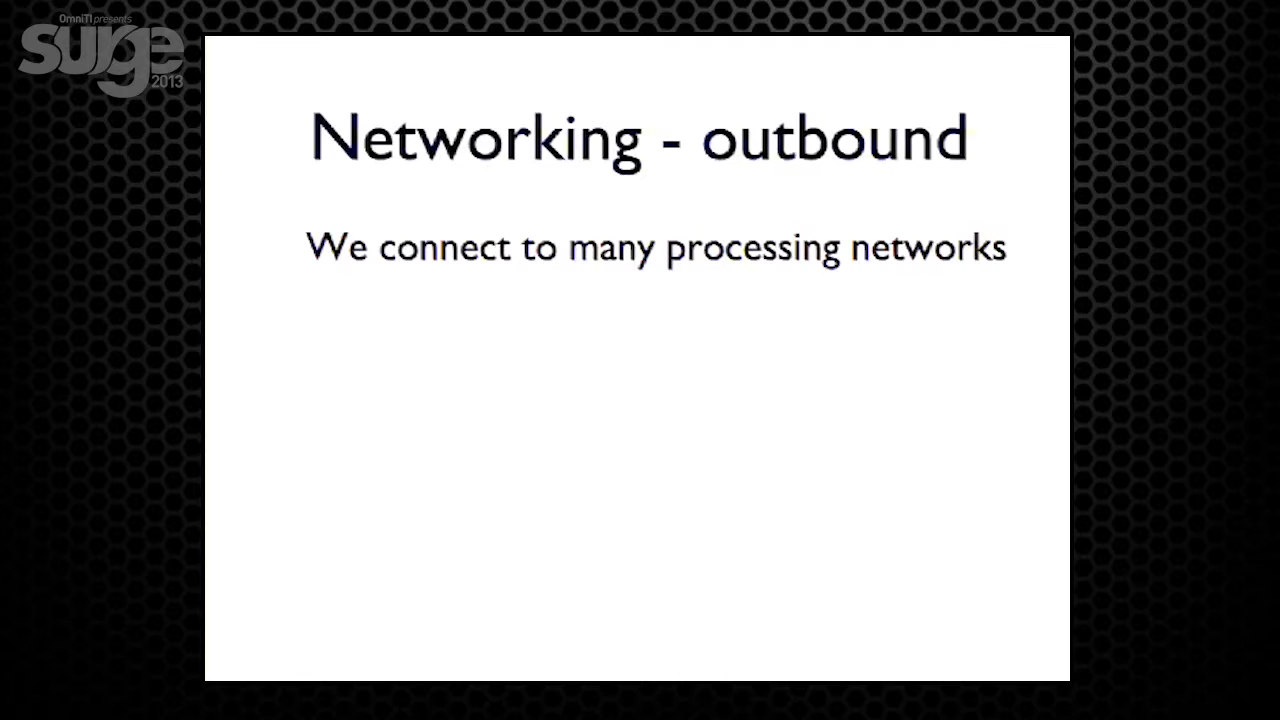 OmniTI presents
surge
2013
Networking - outbound
We connect to many processing networks